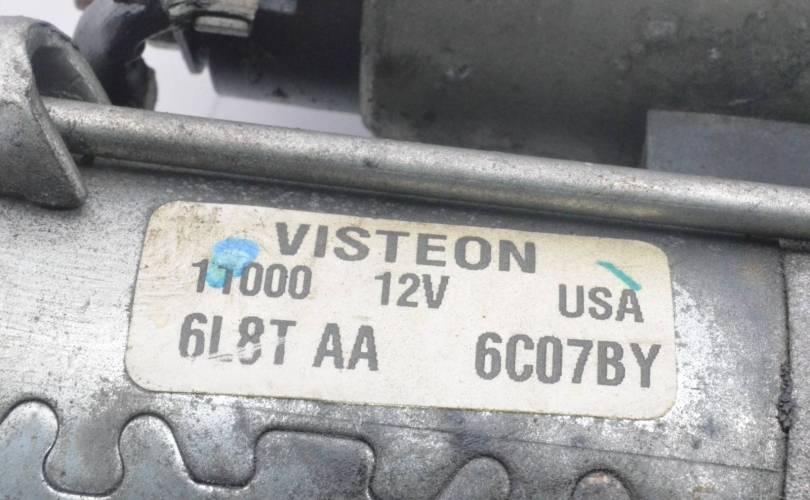 VISTEON
11000 12V USA
6L8T AA 6C07BY